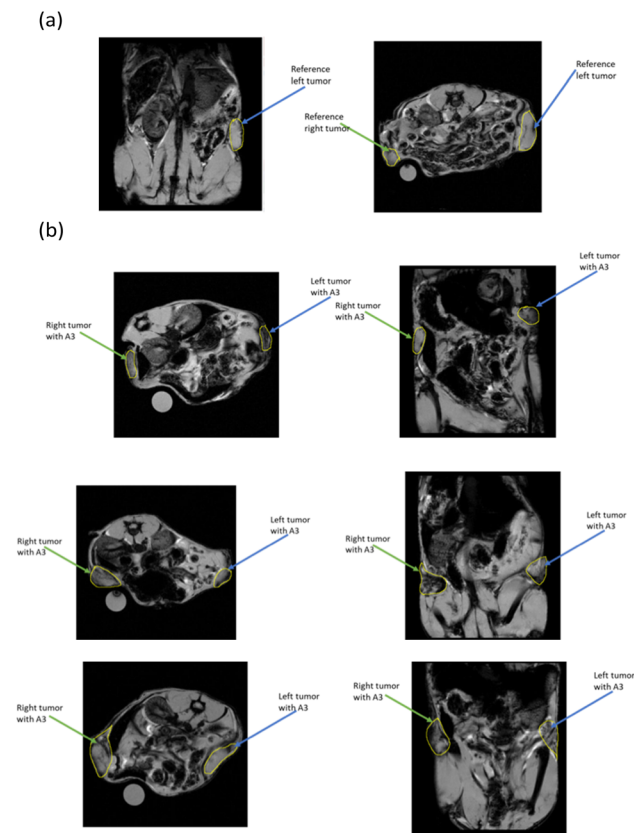 (a)
Reference
left tumor
Reference
left tumor
Reference
right tumor
(b)
Left tumor
with A3
Left tumor
with A3
Right tumor
with A3
Right tumor
with A3
Left tumor
with A3
Left tumor
with A3
Right tumor
with A3
Right tumor
with A3
Left tumor
with A3
Left tumor
with A3
Right tumor
with A3
Right tumor
with A3